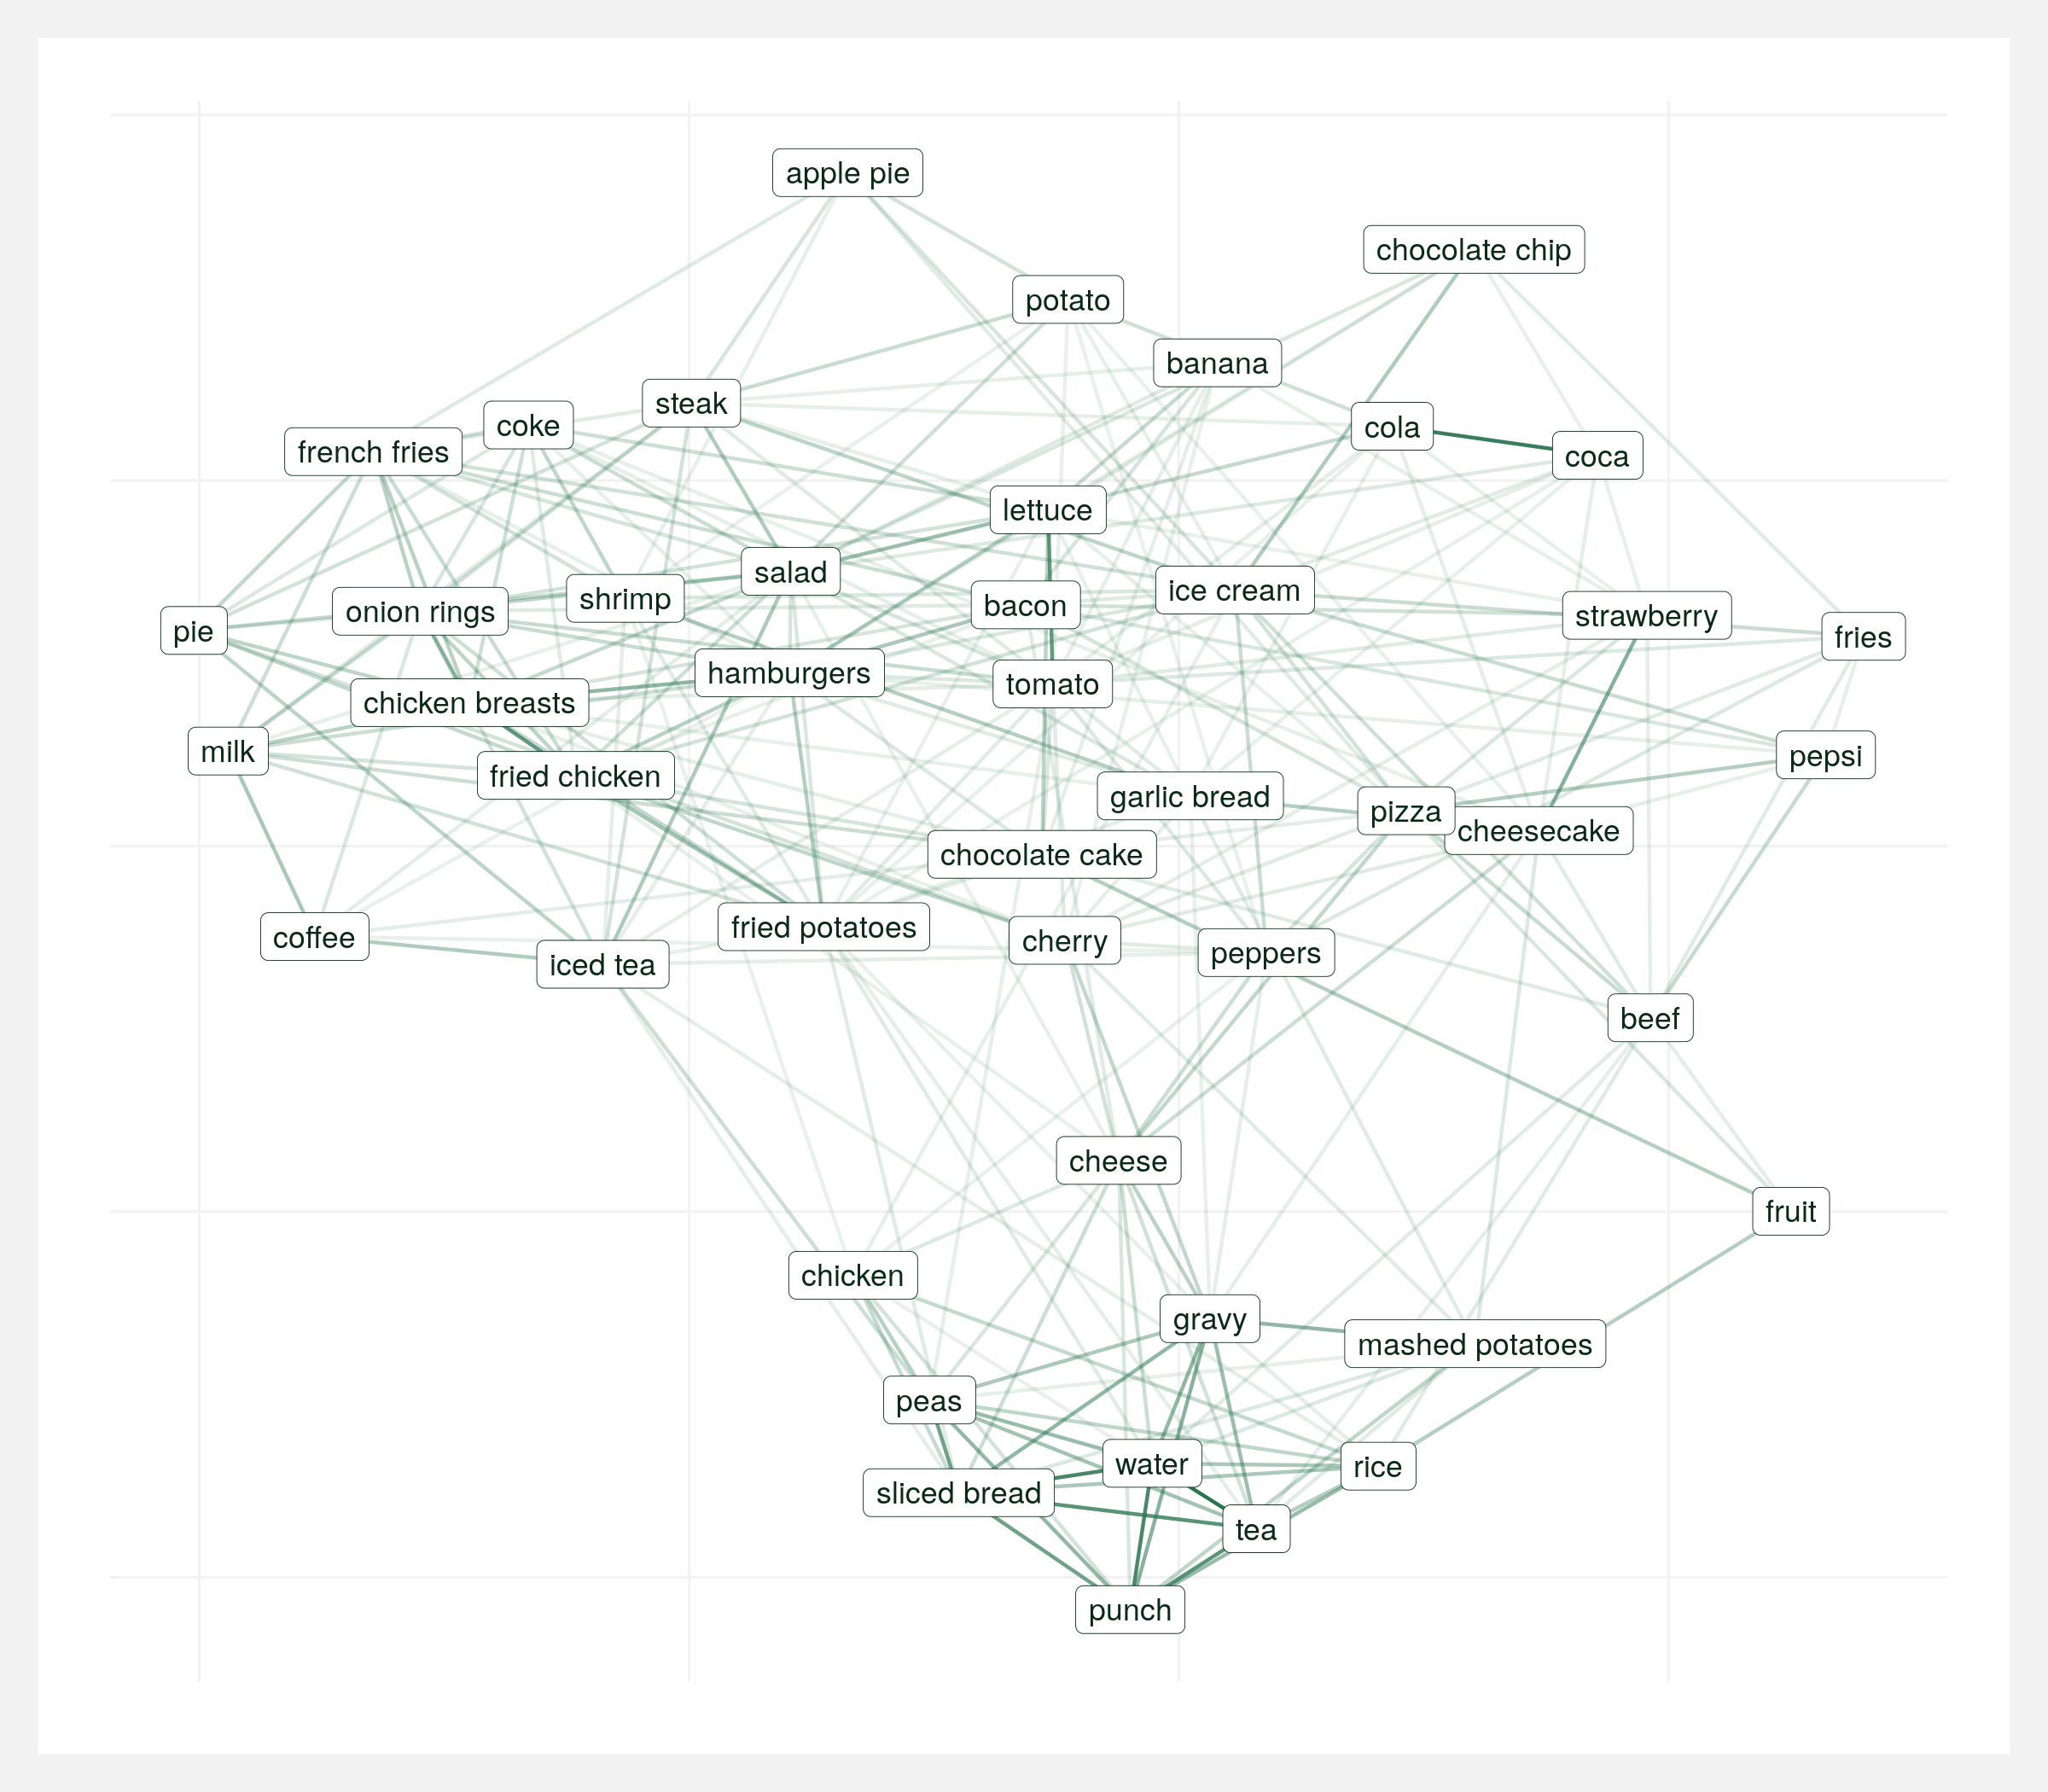 apple pie
chocolate chip
potato
banana
steak
coke
cola
french fries
coca
lettuce
salad
ice cream
shrimp
bacon
onion rings
strawberry
pie
fries
hamburgers
tomato
chicken breasts
milk
pepsi
fried chicken
garlic bread
pizza
cheesecake
chocolate cake
fried potatoes
coffee
cherry
peppers
iced tea
beef
cheese
fruit
chicken
gravy
mashed potatoes
peas
water
rice
sliced bread
tea
punch